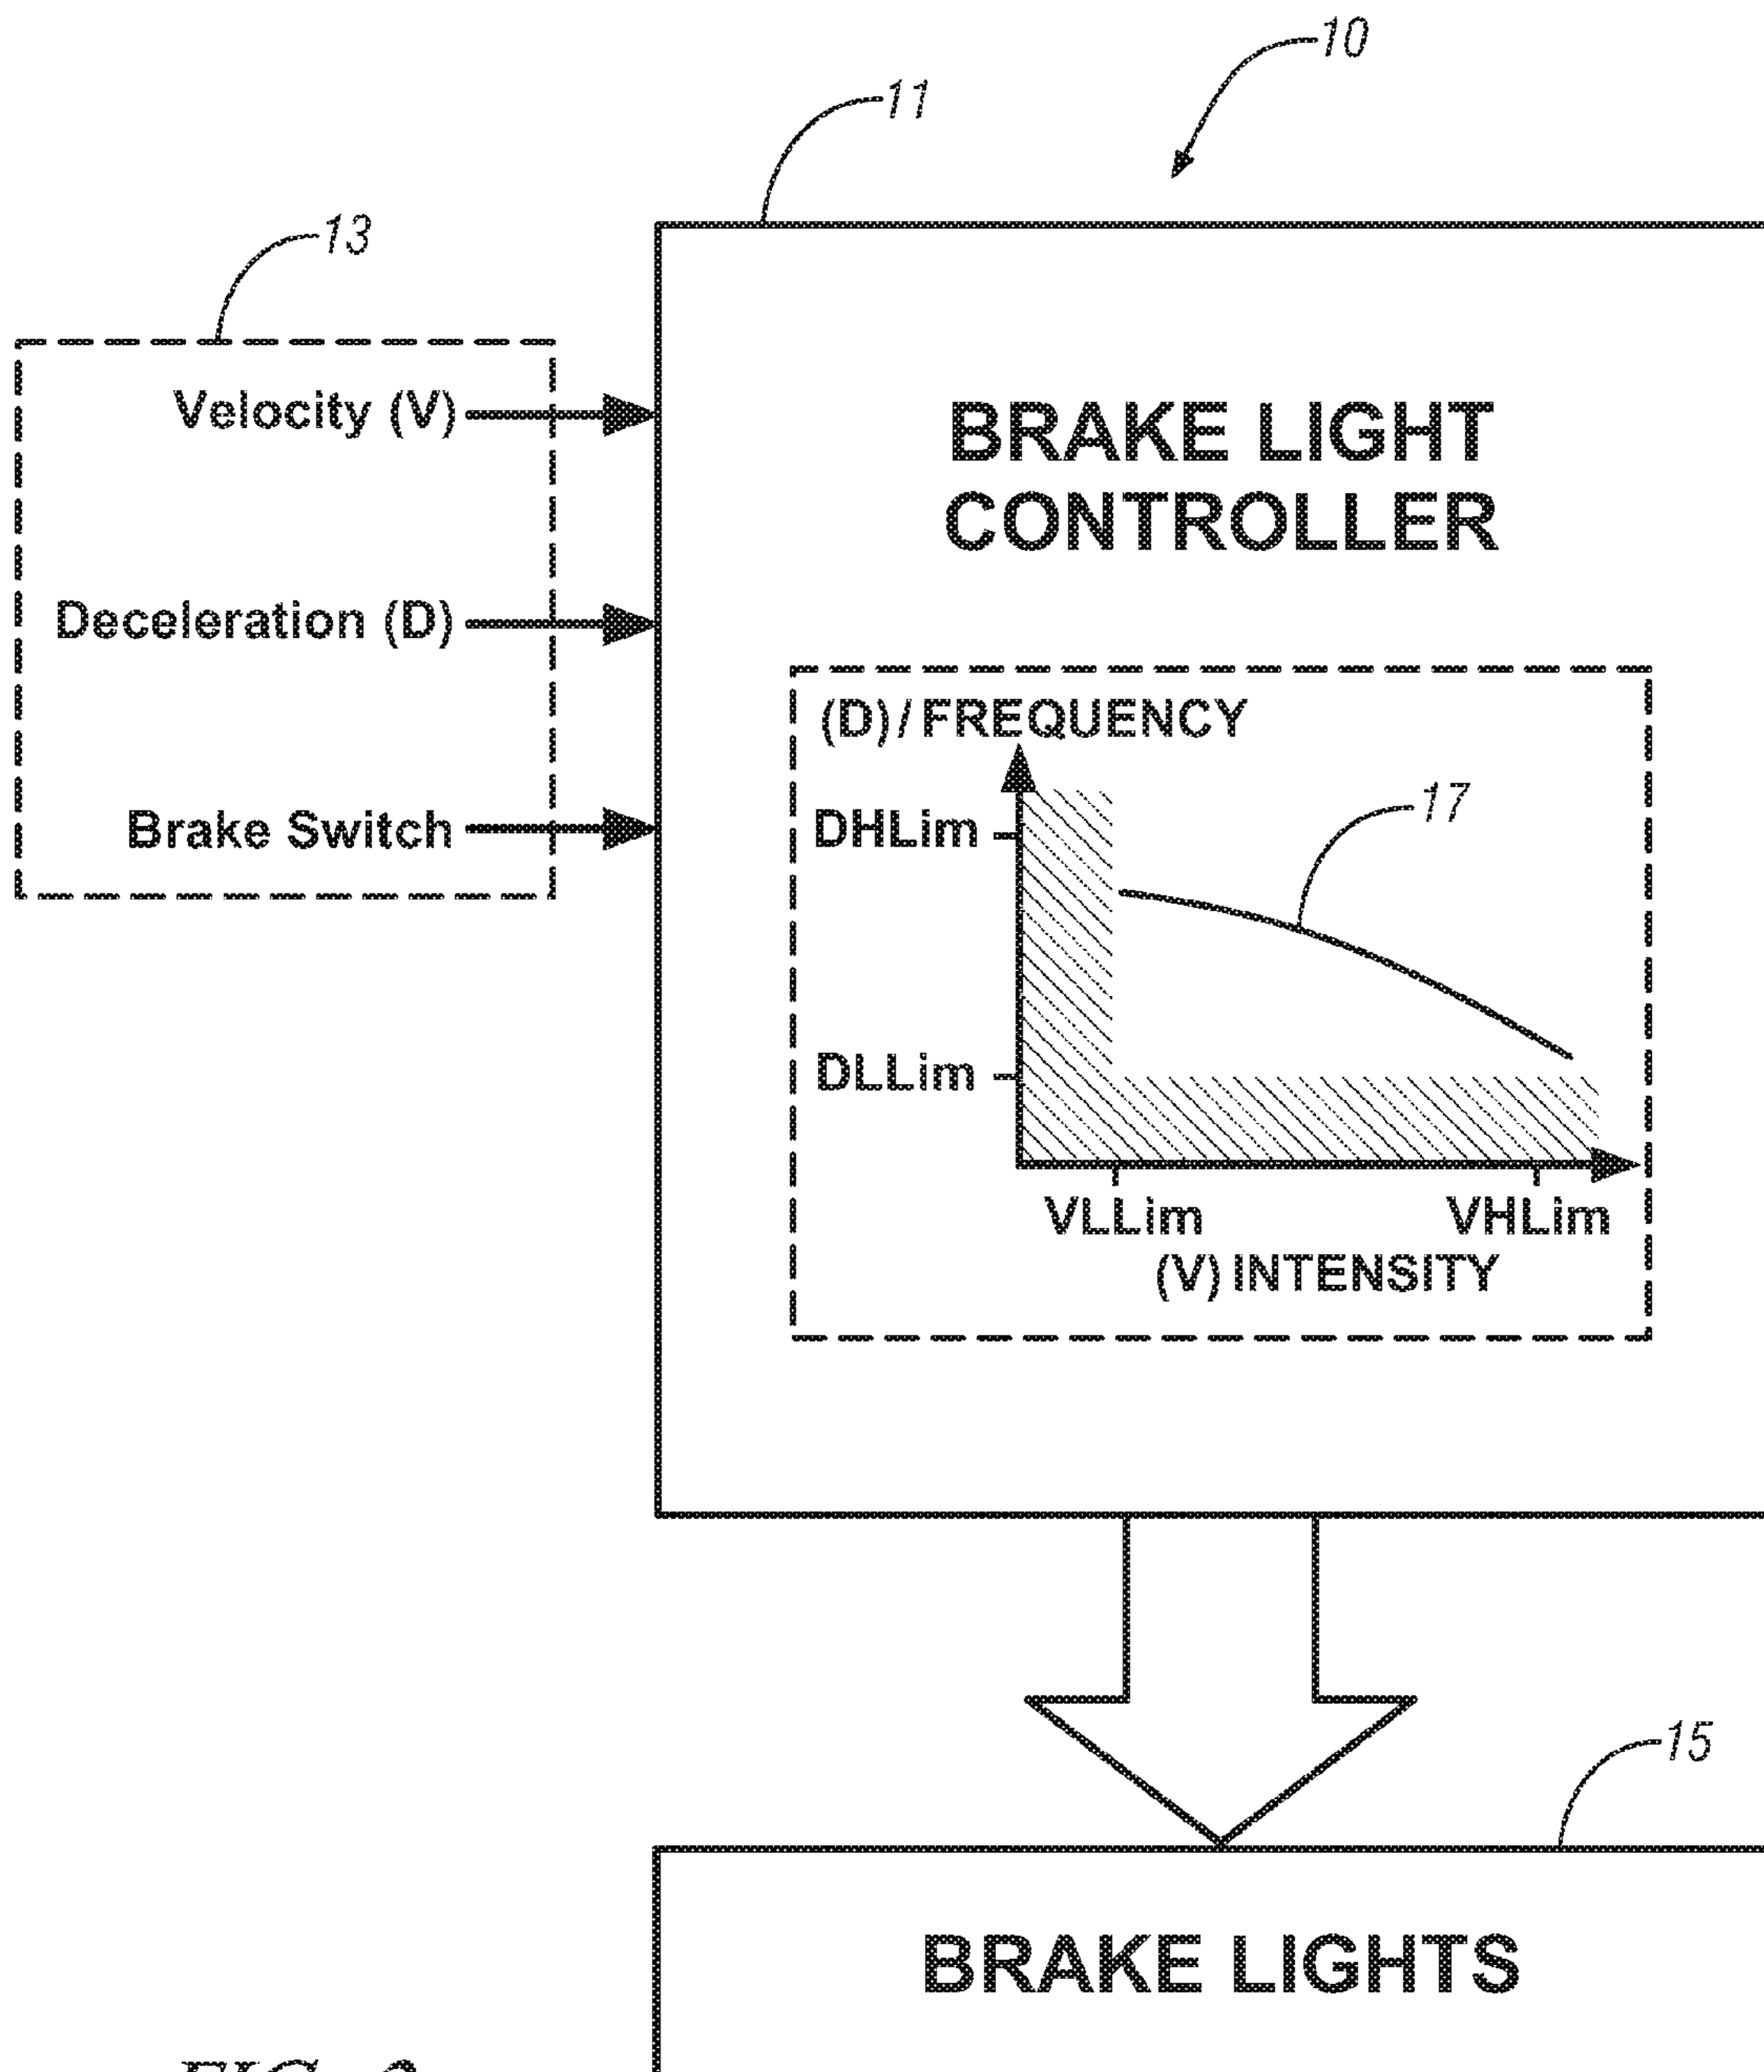 10
11
13
Velocity (V)
Deceleration (D)
Brake Switch
BRAKE LIGHT
CONTROLLER
(D)/FREQUENCY
DHLim
17
DLLim
VLLim
VHLim
(V) INTENSITY
15
BRAKE LIGHTS